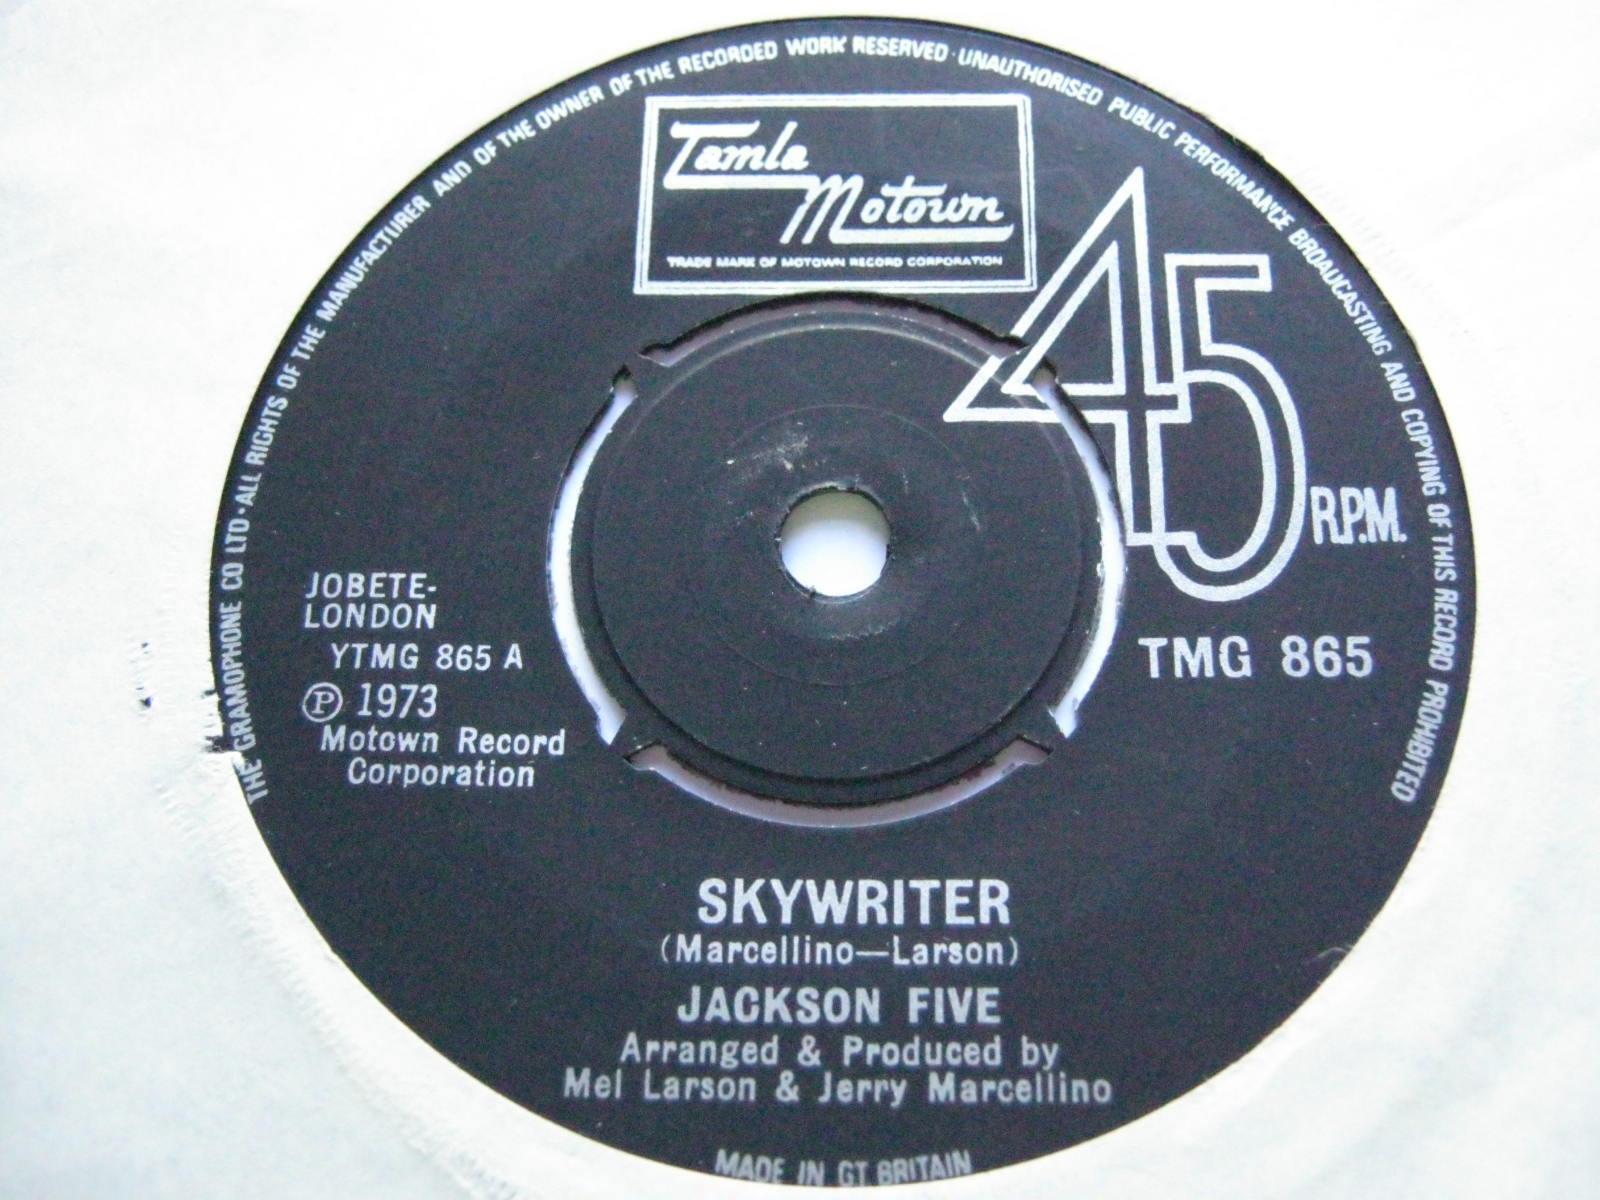 THE GRAMOPHONE CO LTD · ALL RIGHTS OF THE MANUFACTURER AND OF THE OWNER OF THE RECORDED WORK RESERVED · UNAUTHORISED PUBLIC PERFORMANCE BROADCASTING AND COPYING OF THIS RECORD PROHIBITED
Tamla
Motown
TRADE MARK OF MOTOWN RECORD CORPORATION
45
R.P.M.
JOBETE-
LONDON
YTMG 865 A
℗ 1973
Motown Record
Corporation
TMG 865
SKYWRITER
(Marcellino—Larson)
JACKSON FIVE
Arranged & Produced by
Mel Larson & Jerry Marcellino
MADE IN GT BRITAIN